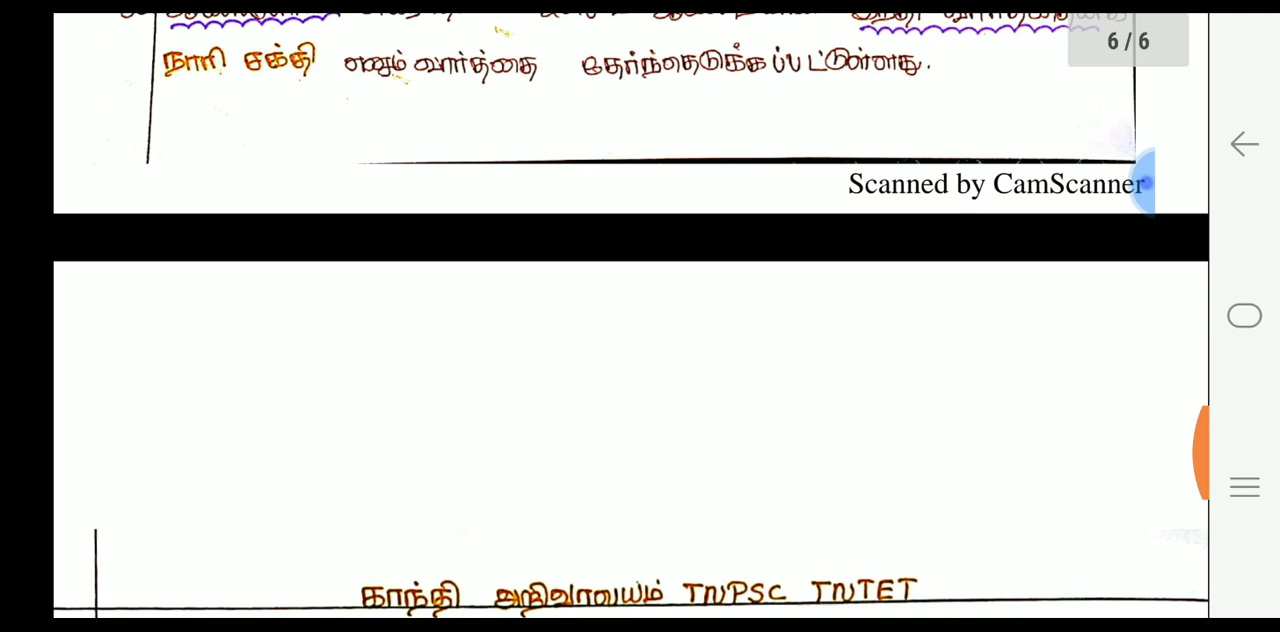 6 / 6
நாரி சக்தி எனும் வார்த்தை தேர்ந்தெடுக்கப்பட்டுள்ளது.
Scanned by CamScanner
காந்தி அறிவாலயம் TNPSC TNTET